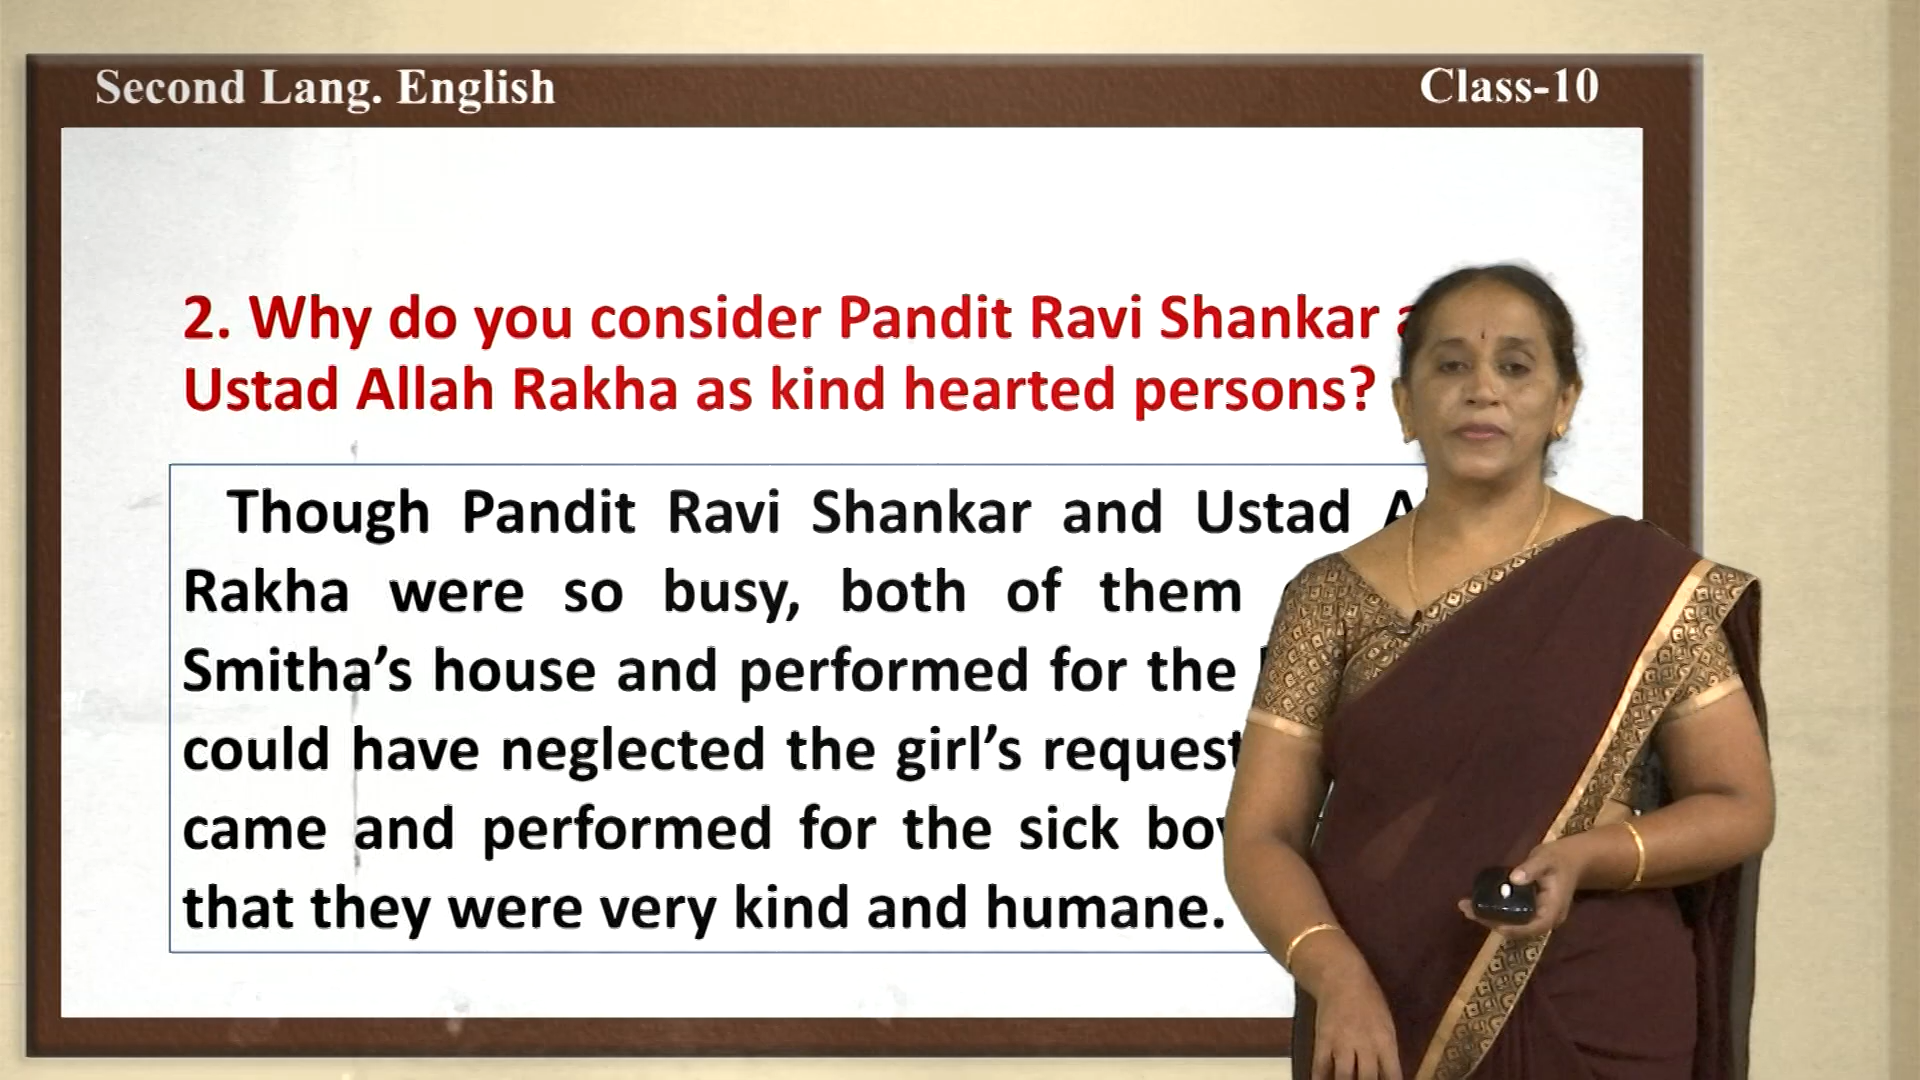 Second Lang. English
Class-10
2. Why do you consider Pandit Ravi Shankar
Ustad Allah Rakha as kind hearted persons?
Though Pandit Ravi Shankar and Ustad
Rakha were so busy, both of them
Smitha's house and performed for the
could have neglected the girl's request
came and performed for the sick boy
that they were very kind and humane.